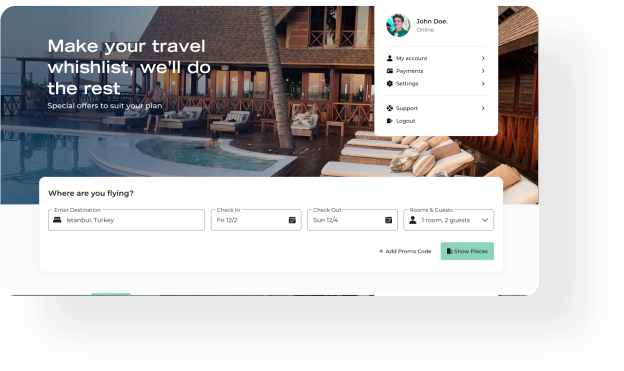 John Doe.
Online
Make your travel
whishlist, we'll do
the rest
Special offers to suit your plan
My account
Payments
Settings
Support
Logout
Where are you flying?
Enter Destination
Istanbul, Turkey
Check In
Fri 12/2
Check Out
Sun 12/4
Rooms & Guests
1 room, 2 guests
+ Add Promo Code
Show Places